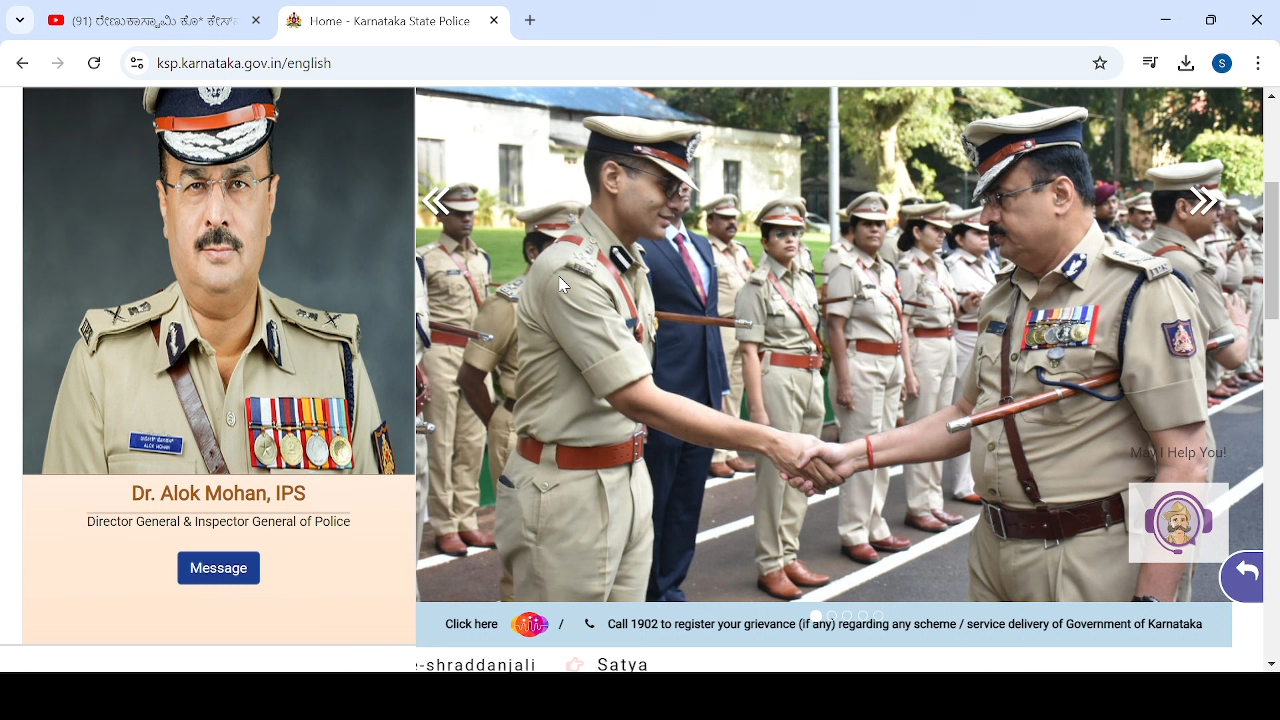 (91) ರೇಣುಕಾಸ್ವಾಮಿ ಕೊ* ಕೇಸ್
Home - Karnataka State Police
ksp.karnataka.gov.in/english
S
ALOK MOHAN
Dr. Alok Mohan, IPS
Director General & Inspector General of Police
Message
May I Help You!
Click here / Call 1902 to register your grievance (if any) regarding any scheme / service delivery of Government of Karnataka
e-shraddanjali Satya